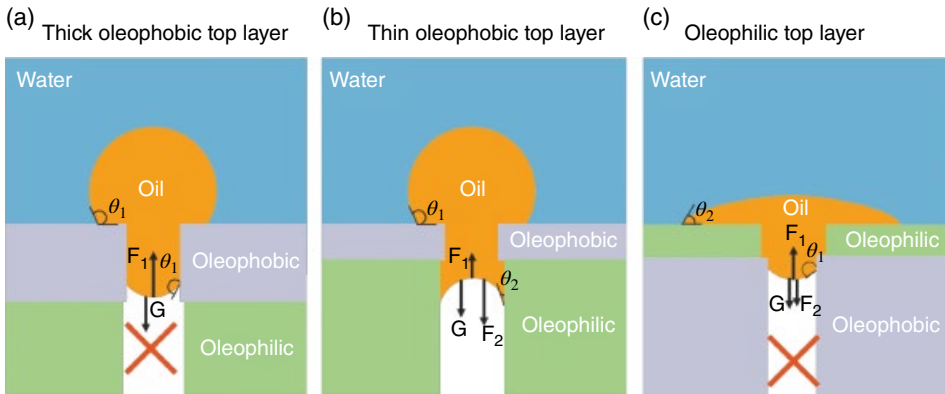 (a) Thick oleophobic top layer
Water
Oil
θ1
F1
θ1
Oleophobic
G
Oleophilic
(b) Thin oleophobic top layer
Oil
θ1
Oleophobic
F1
θ2
G
F2
Oleophilic
(c) Oleophilic top layer
Water
θ2
Oil
F1
θ1
Oleophilic
G
F2
Oleophobic